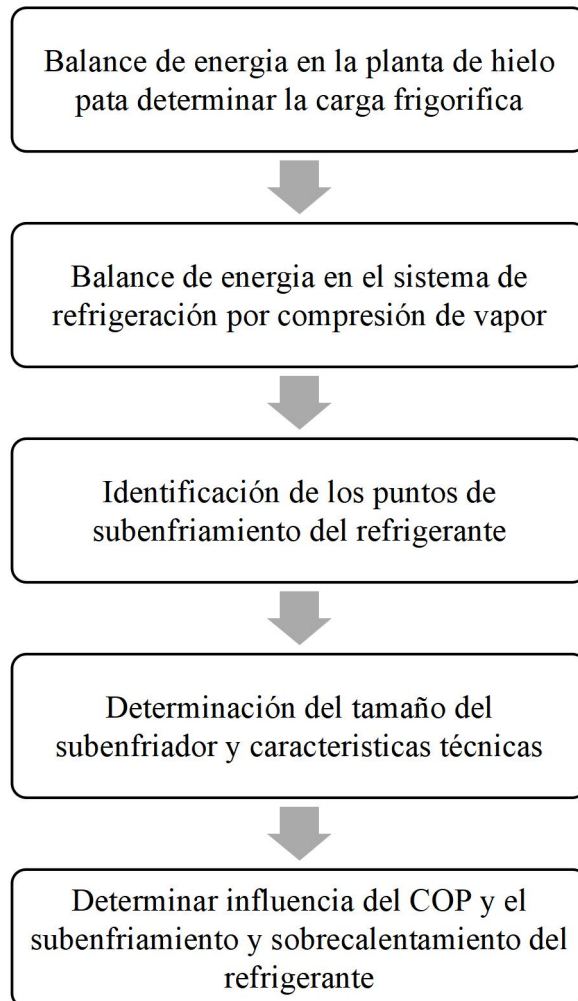 Balance de energia en la planta de hielo
pata determinar la carga frigorifica
Balance de energia en el sistema de
refrigeración por compresión de vapor
Identificación de los puntos de
subenfriamiento del refrigerante
Determinación del tamaño del
subenfriador y caracteristicas técnicas
Determinar influencia del COP y el
subenfriamiento y sobrecalentamiento del
refrigerante